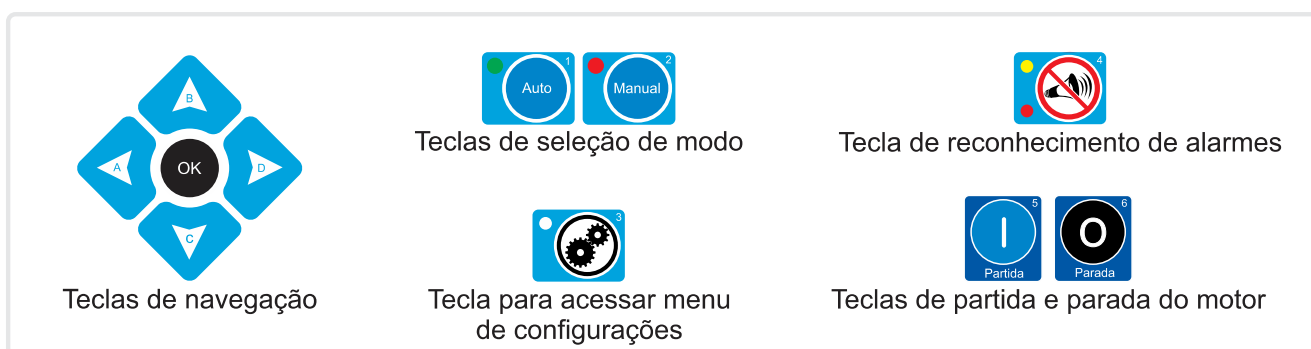 B
A
OK
D
C
Teclas de navegação
1
Auto
2
Manual
Teclas de seleção de modo
3
Tecla para acessar menu
de configurações
4
Tecla de reconhecimento de alarmes
5
I
Partida
6
O
Parada
Teclas de partida e parada do motor